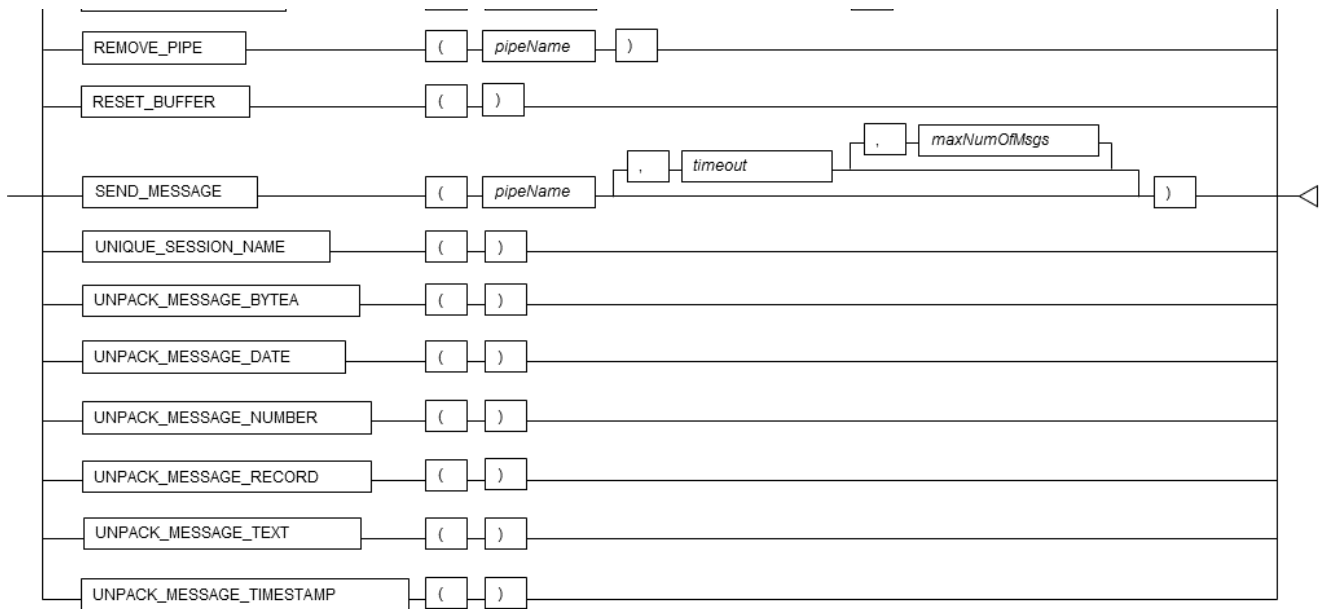 REMOVE_PIPE ( pipeName )
RESET_BUFFER ( )
, maxNumOfMsgs
, timeout
SEND_MESSAGE ( pipeName )
UNIQUE_SESSION_NAME ( )
UNPACK_MESSAGE_BYTEA ( )
UNPACK_MESSAGE_DATE ( )
UNPACK_MESSAGE_NUMBER ( )
UNPACK_MESSAGE_RECORD ( )
UNPACK_MESSAGE_TEXT ( )
UNPACK_MESSAGE_TIMESTAMP ( )